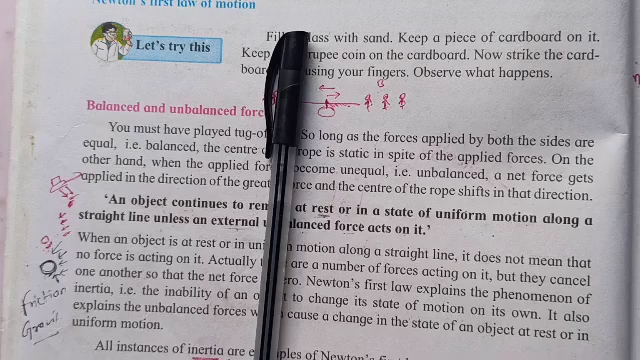 Newton's first law of motion
Let's try this
Fill glass with sand. Keep a piece of cardboard on it.
Keep rupee coin on the cardboard. Now strike the card-
board using your fingers. Observe what happens.
B
Balanced and unbalanced forc
You must have played tug-of So long as the forces applied by both the sides are
equal, i.e. balanced, the centre rope is static in spite of the applied forces. On the
other hand, when the applied for become unequal, i.e. unbalanced, a net force gets
applied in the direction of the great rce and the centre of the rope shifts in that direction.
'An object continues to rem at rest or in a state of uniform motion along a
straight line unless an external balanced force acts on it.'
When an object is at rest or in uni motion along a straight line, it does not mean that
no force is acting on it. Actually are a number of forces acting on it, but they cancel
one another so that the net force ero. Newton's first law explains the phenomenon of
inertia, i.e. the inability of an o to change its state of motion on its own. It also
explains the unbalanced forces w cause a change in the state of an object at rest or in
uniform motion.
friction
Gravit
All instances of inertia are ples of Newton's